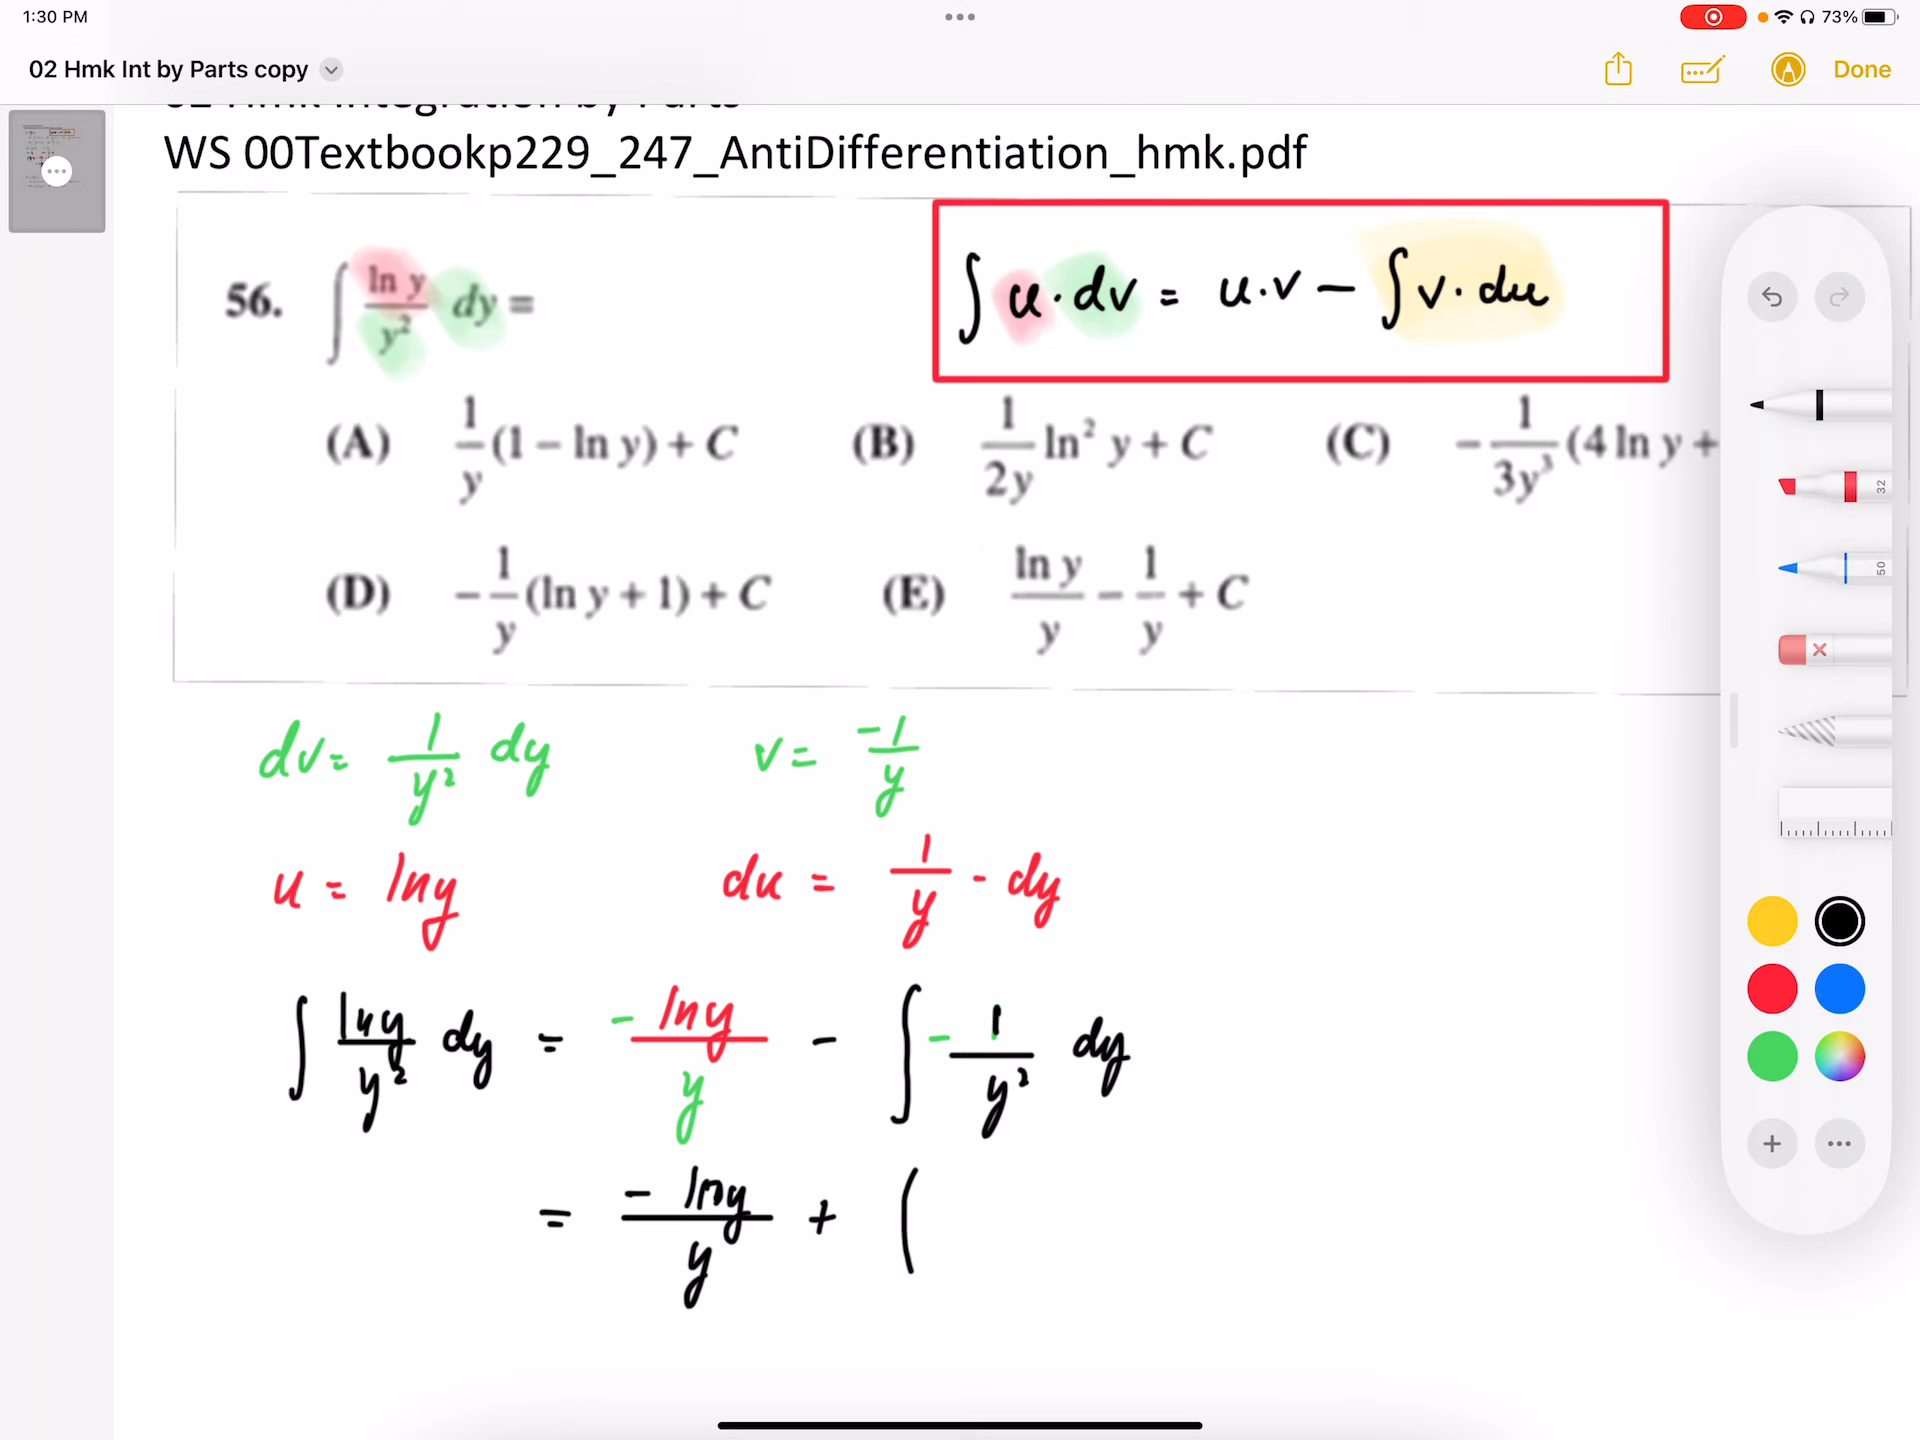 1:30 PM
73%
02 Hmk Int by Parts copy
Done
WS 00Textbookp229_247_AntiDifferentiation_hmk.pdf
56. ∫ ln y / y² dy =
∫ u · dv = u·v − ∫ v · du
(A) 1/y (1 − ln y) + C (B) 1/2y ln² y + C (C) − 1/3y³ (4 ln y +
(D) − 1/y (ln y + 1) + C (E) ln y / y − 1/y + C
dv = 1/y² dy v = -1/y
u = lny du = 1/y - dy
∫ lny/y² dy = - lny/y - ∫ - 1/y² dy
= - lny/y + (
32
50